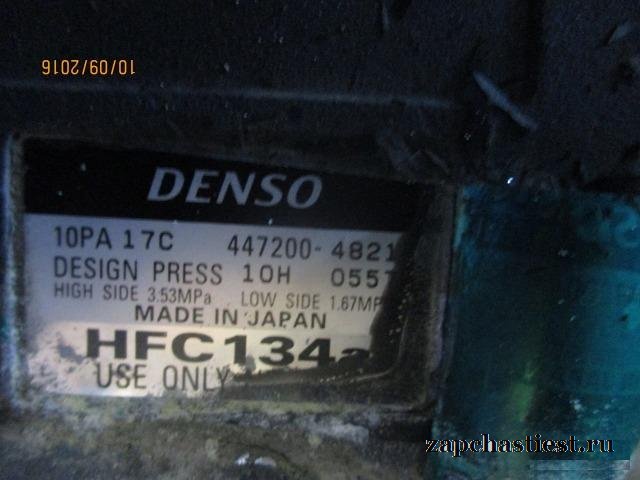 10/09/2016
DENSO
10PA 17C 447200-4821
DESIGN PRESS 10H 0557
HIGH SIDE 3.53MPa LOW SIDE 1.67MP
MADE IN JAPAN
HFC134a
USE ONLY
zapchastiest.ru